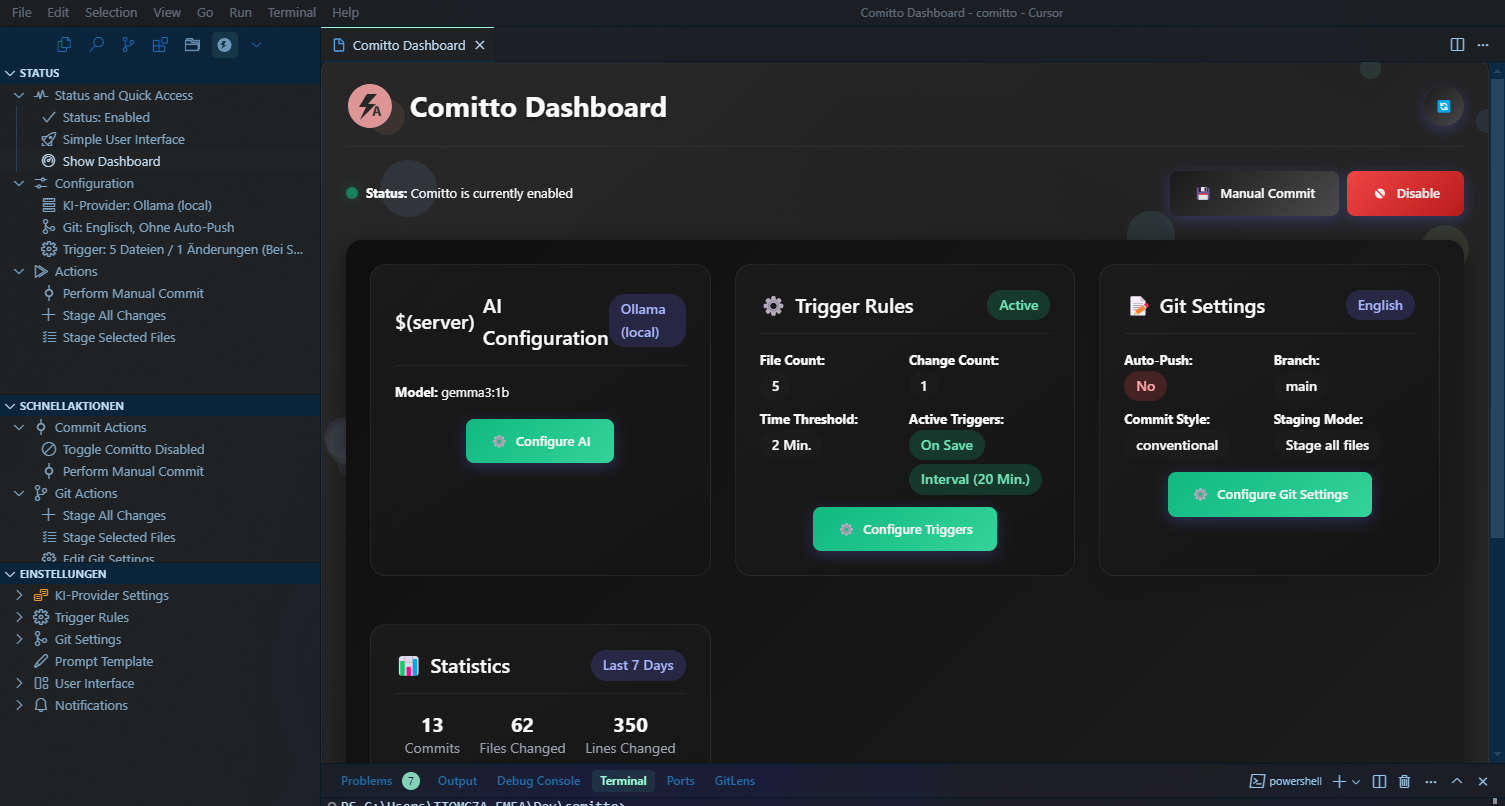 File Edit Selection View Go Run Terminal Help
Comitto Dashboard - comitto - Cursor
STATUS
Status and Quick Access
Status: Enabled
Simple User Interface
Show Dashboard
Configuration
KI-Provider: Ollama (local)
Git: Englisch, Ohne Auto-Push
Trigger: 5 Dateien / 1 Änderungen (Bei S...
Actions
Perform Manual Commit
Stage All Changes
Stage Selected Files
SCHNELLAKTIONEN
Commit Actions
Toggle Comitto Disabled
Perform Manual Commit
Git Actions
Stage All Changes
Stage Selected Files
Edit Git Settings
EINSTELLUNGEN
KI-Provider Settings
Trigger Rules
Git Settings
Prompt Template
User Interface
Notifications
Comitto Dashboard
A
Comitto Dashboard
Status: Comitto is currently enabled
Manual Commit
Disable
$(server) AI
Configuration
Ollama
(local)
Model: gemma3:1b
Configure AI
Trigger Rules
Active
File Count:
5
Change Count:
1
Time Threshold:
2 Min.
Active Triggers:
On Save
Interval (20 Min.)
Configure Triggers
Git Settings
English
Auto-Push:
No
Branch:
main
Commit Style:
conventional
Staging Mode:
Stage all files
Configure Git Settings
Statistics
Last 7 Days
13
Commits
62
Files Changed
350
Lines Changed
Problems 7 Output Debug Console Terminal Ports GitLens
powershell